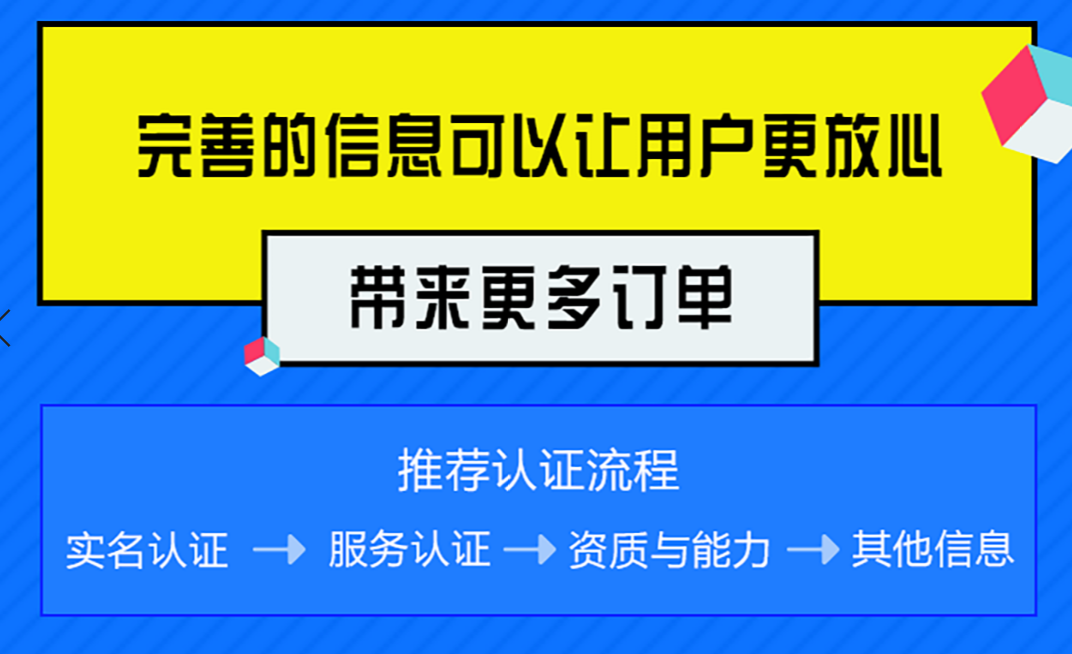 完善的信息可以让用户更放心
带来更多订单
推荐认证流程
实名认证 → 服务认证 → 资质与能力 → 其他信息